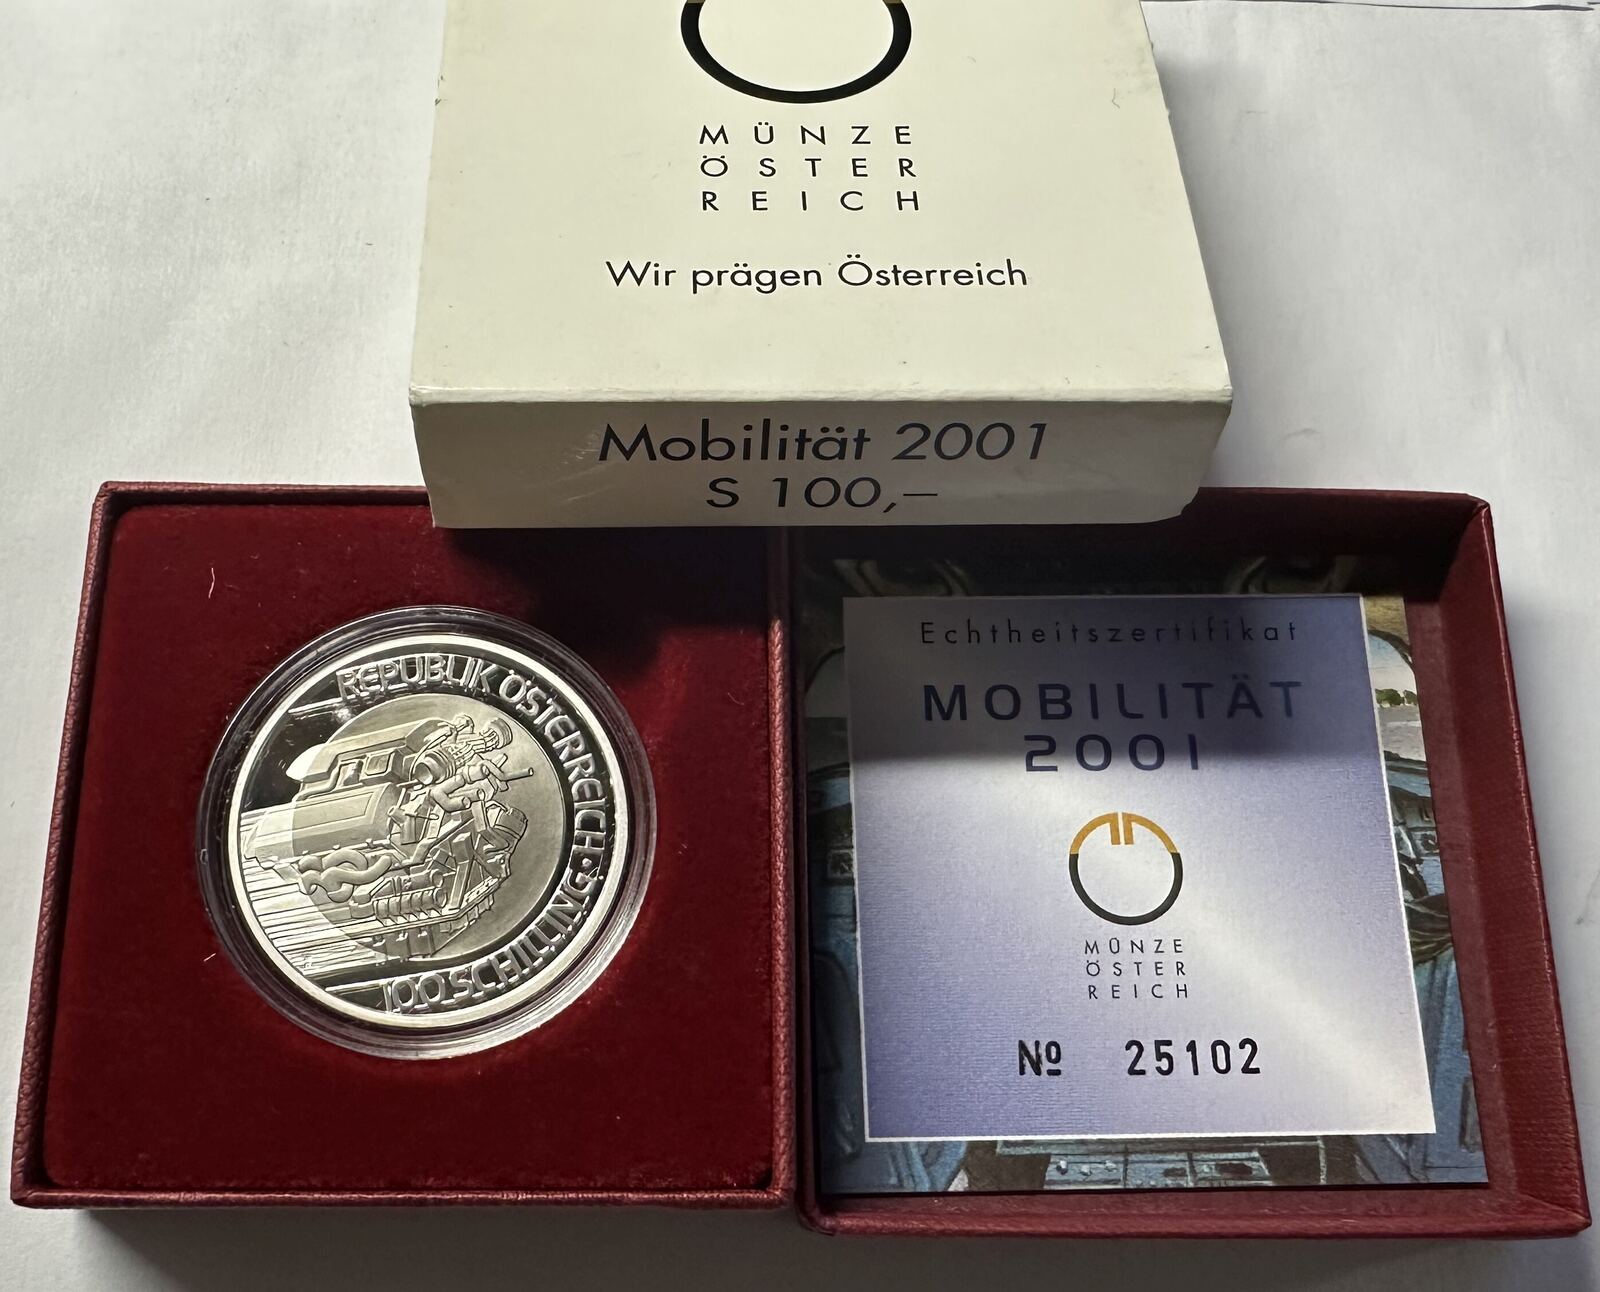 MÜNZE
ÖSTER
REICH
Wir prägen Österreich
Mobilität 2001
S 100,–
REPUBLIK ÖSTERREICH · 100 SCHILLING ·
Echtheitszertifikat
MOBILITÄT
2001
MÜNZE
ÖSTER
REICH
Nº 25102